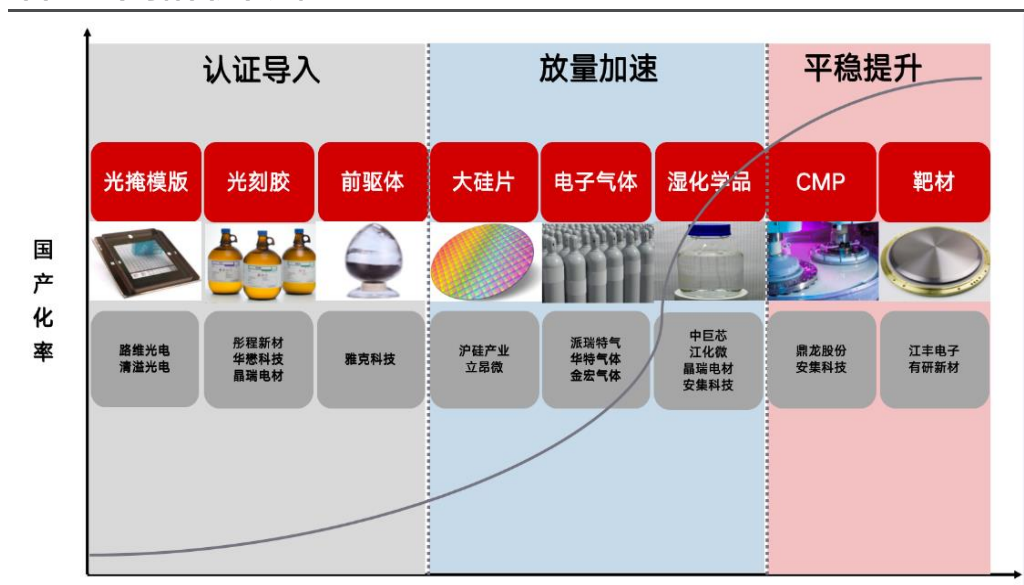 认证导入
放量加速
平稳提升
光掩模版
光刻胶
前驱体
大硅片
电子气体
湿化学品
CMP
靶材
国产化率
路维光电
清溢光电
彤程新材
华懋科技
晶瑞电材
雅克科技
沪硅产业
立昂微
派瑞特气
华特气体
金宏气体
中巨芯
江化微
晶瑞电材
安集科技
鼎龙股份
安集科技
江丰电子
有研新材